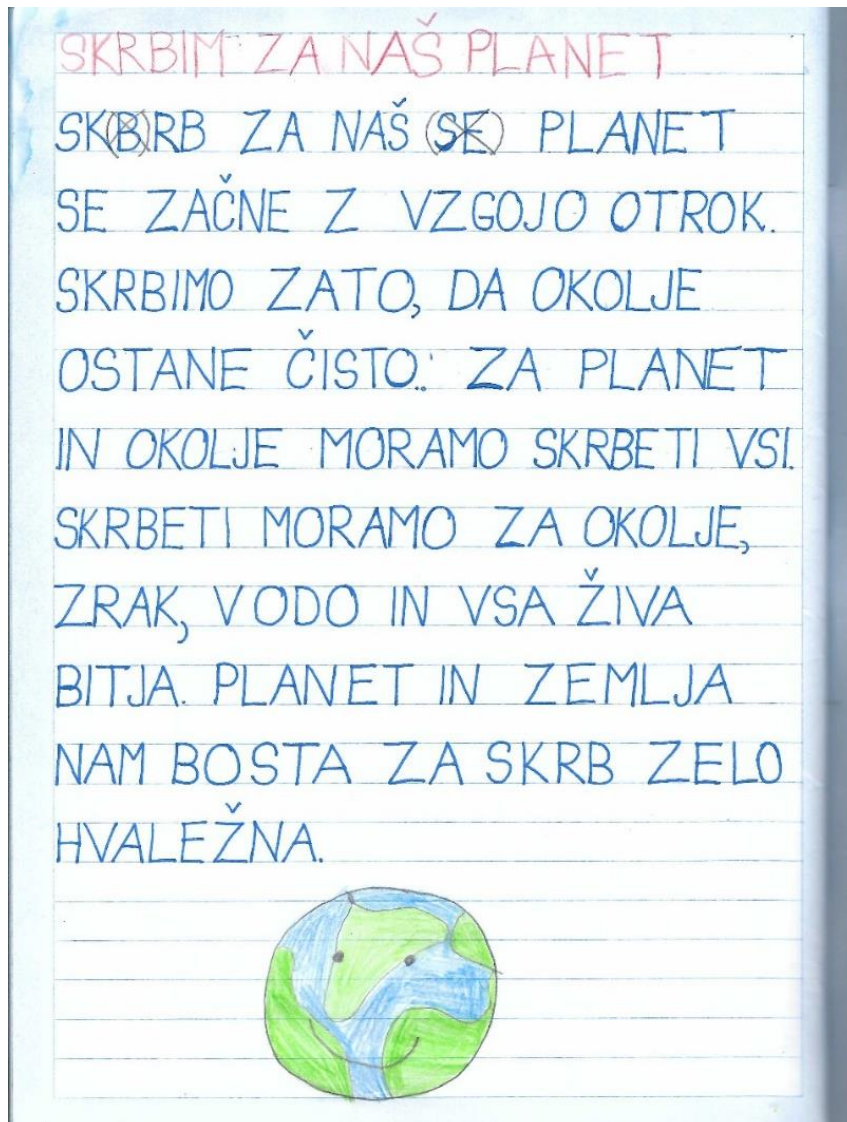 SKRBIM ZA NAŠ PLANET
SKRB ZA NAŠ PLANET
SE ZAČNE Z VZGOJO OTROK.
SKRBIMO ZATO, DA OKOLJE
OSTANE ČISTO. ZA PLANET
IN OKOLJE MORAMO SKRBETI VSI.
SKRBETI MORAMO ZA OKOLJE,
ZRAK, VODO IN VSA ŽIVA
BITJA. PLANET IN ZEMLJA
NAM BOSTA ZA SKRB ZELO
HVALEŽNA.